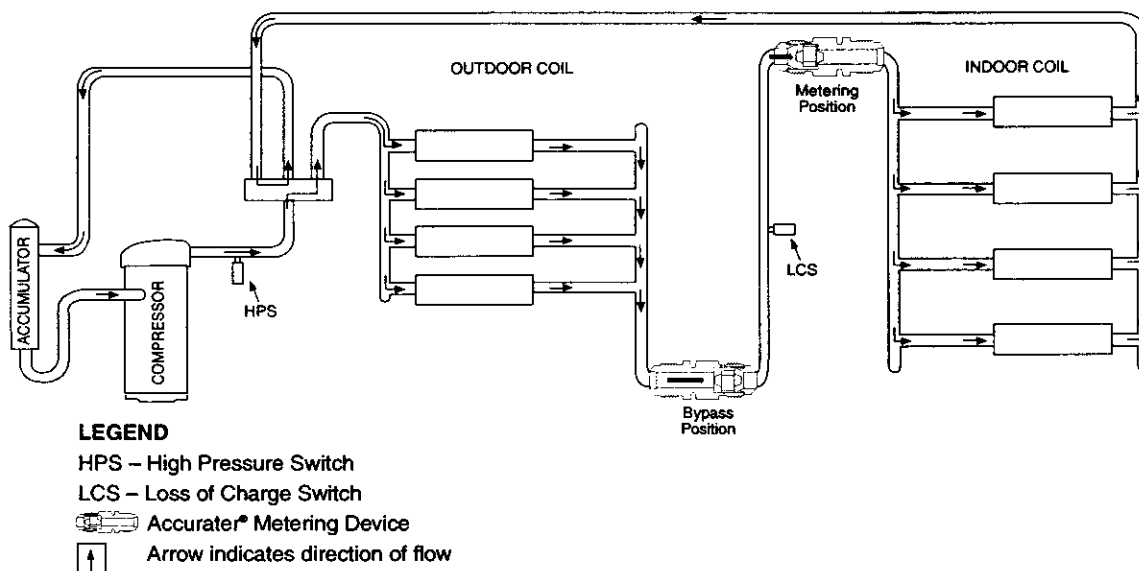 OUTDOOR COIL
INDOOR COIL
Metering
Position
ACCUMULATOR
COMPRESSOR
HPS
LCS
Bypass
Position
LEGEND
HPS – High Pressure Switch
LCS – Loss of Charge Switch
Accurater® Metering Device
Arrow indicates direction of flow